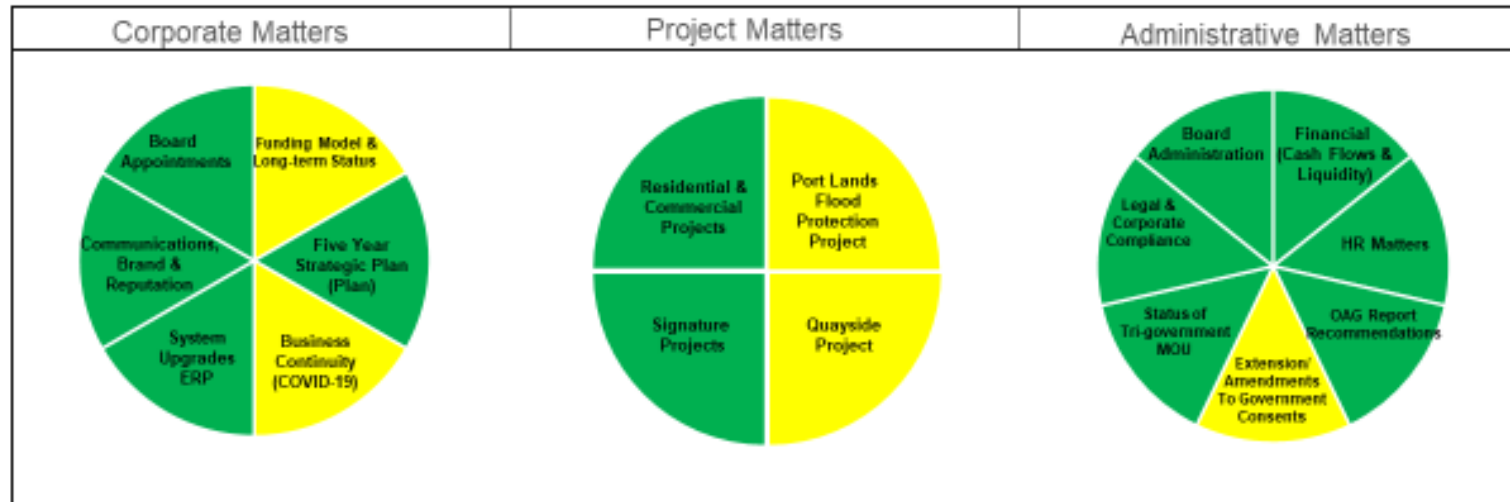 Corporate Matters
Project Matters
Administrative Matters
Board
Appointments
Funding Model &
Long-term Status
Communications,
Brand &
Reputation
Five Year
Strategic Plan
(Plan)
System
Upgrades
ERP
Business
Continuity
(COVID-19)
Residential &
Commercial
Projects
Port Lands
Flood
Protection
Project
Signature
Projects
Quayside
Project
Board
Administration
Financial
(Cash Flows &
Liquidity)
Legal &
Corporate
Compliance
HR Matters
Status of
Tri-government
MOU
OAG Report
Recommendations
Extension/
Amendments
To Government
Consents